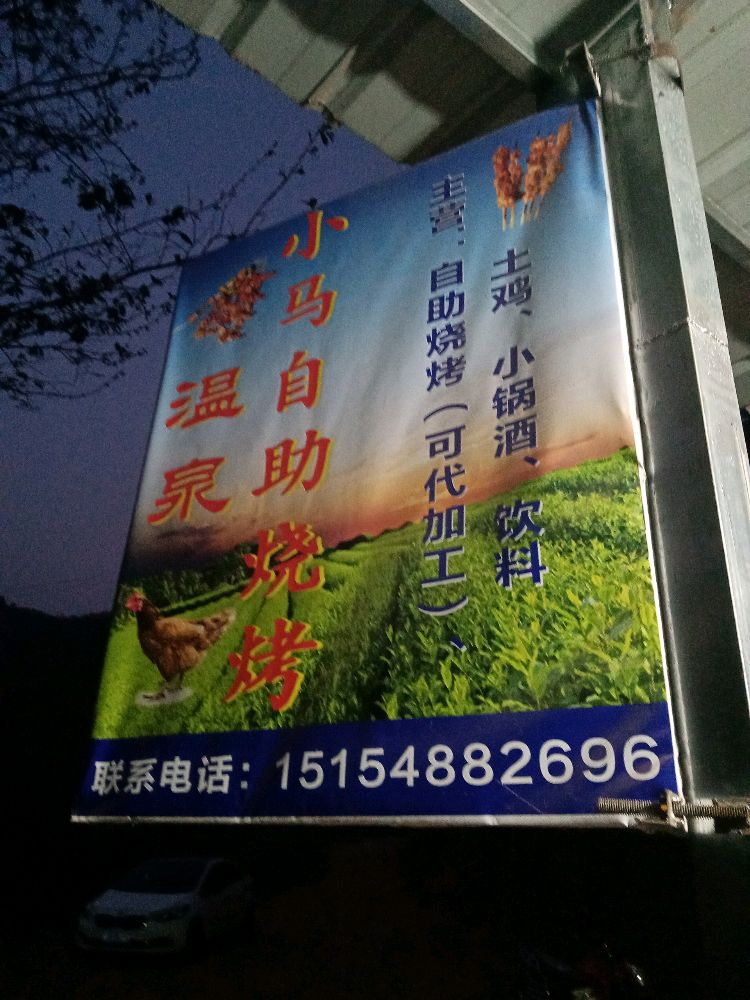 土鸡、小锅酒、饮料
主营：自助烧烤（可代加工）、
小马自助烧烤
温泉
联系电话：15154882696